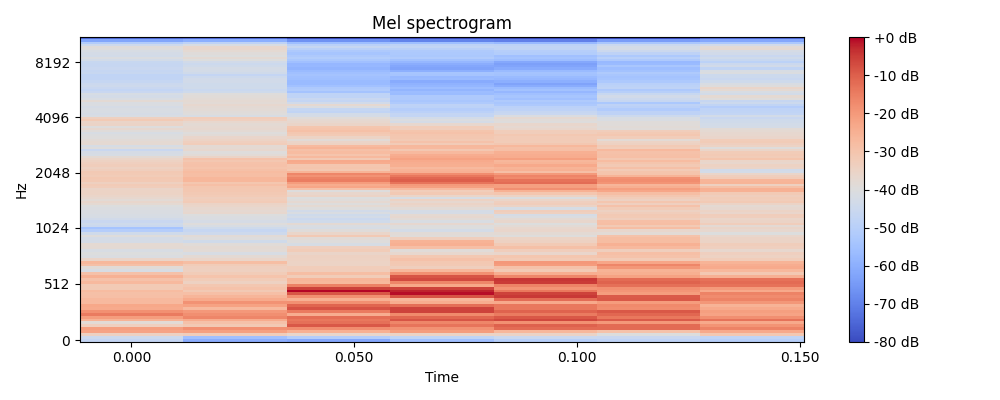 Mel spectrogram
Hz
8192
4096
2048
1024
512
0
0.000 0.050 0.100 0.150
Time
+0 dB
-10 dB
-20 dB
-30 dB
-40 dB
-50 dB
-60 dB
-70 dB
-80 dB